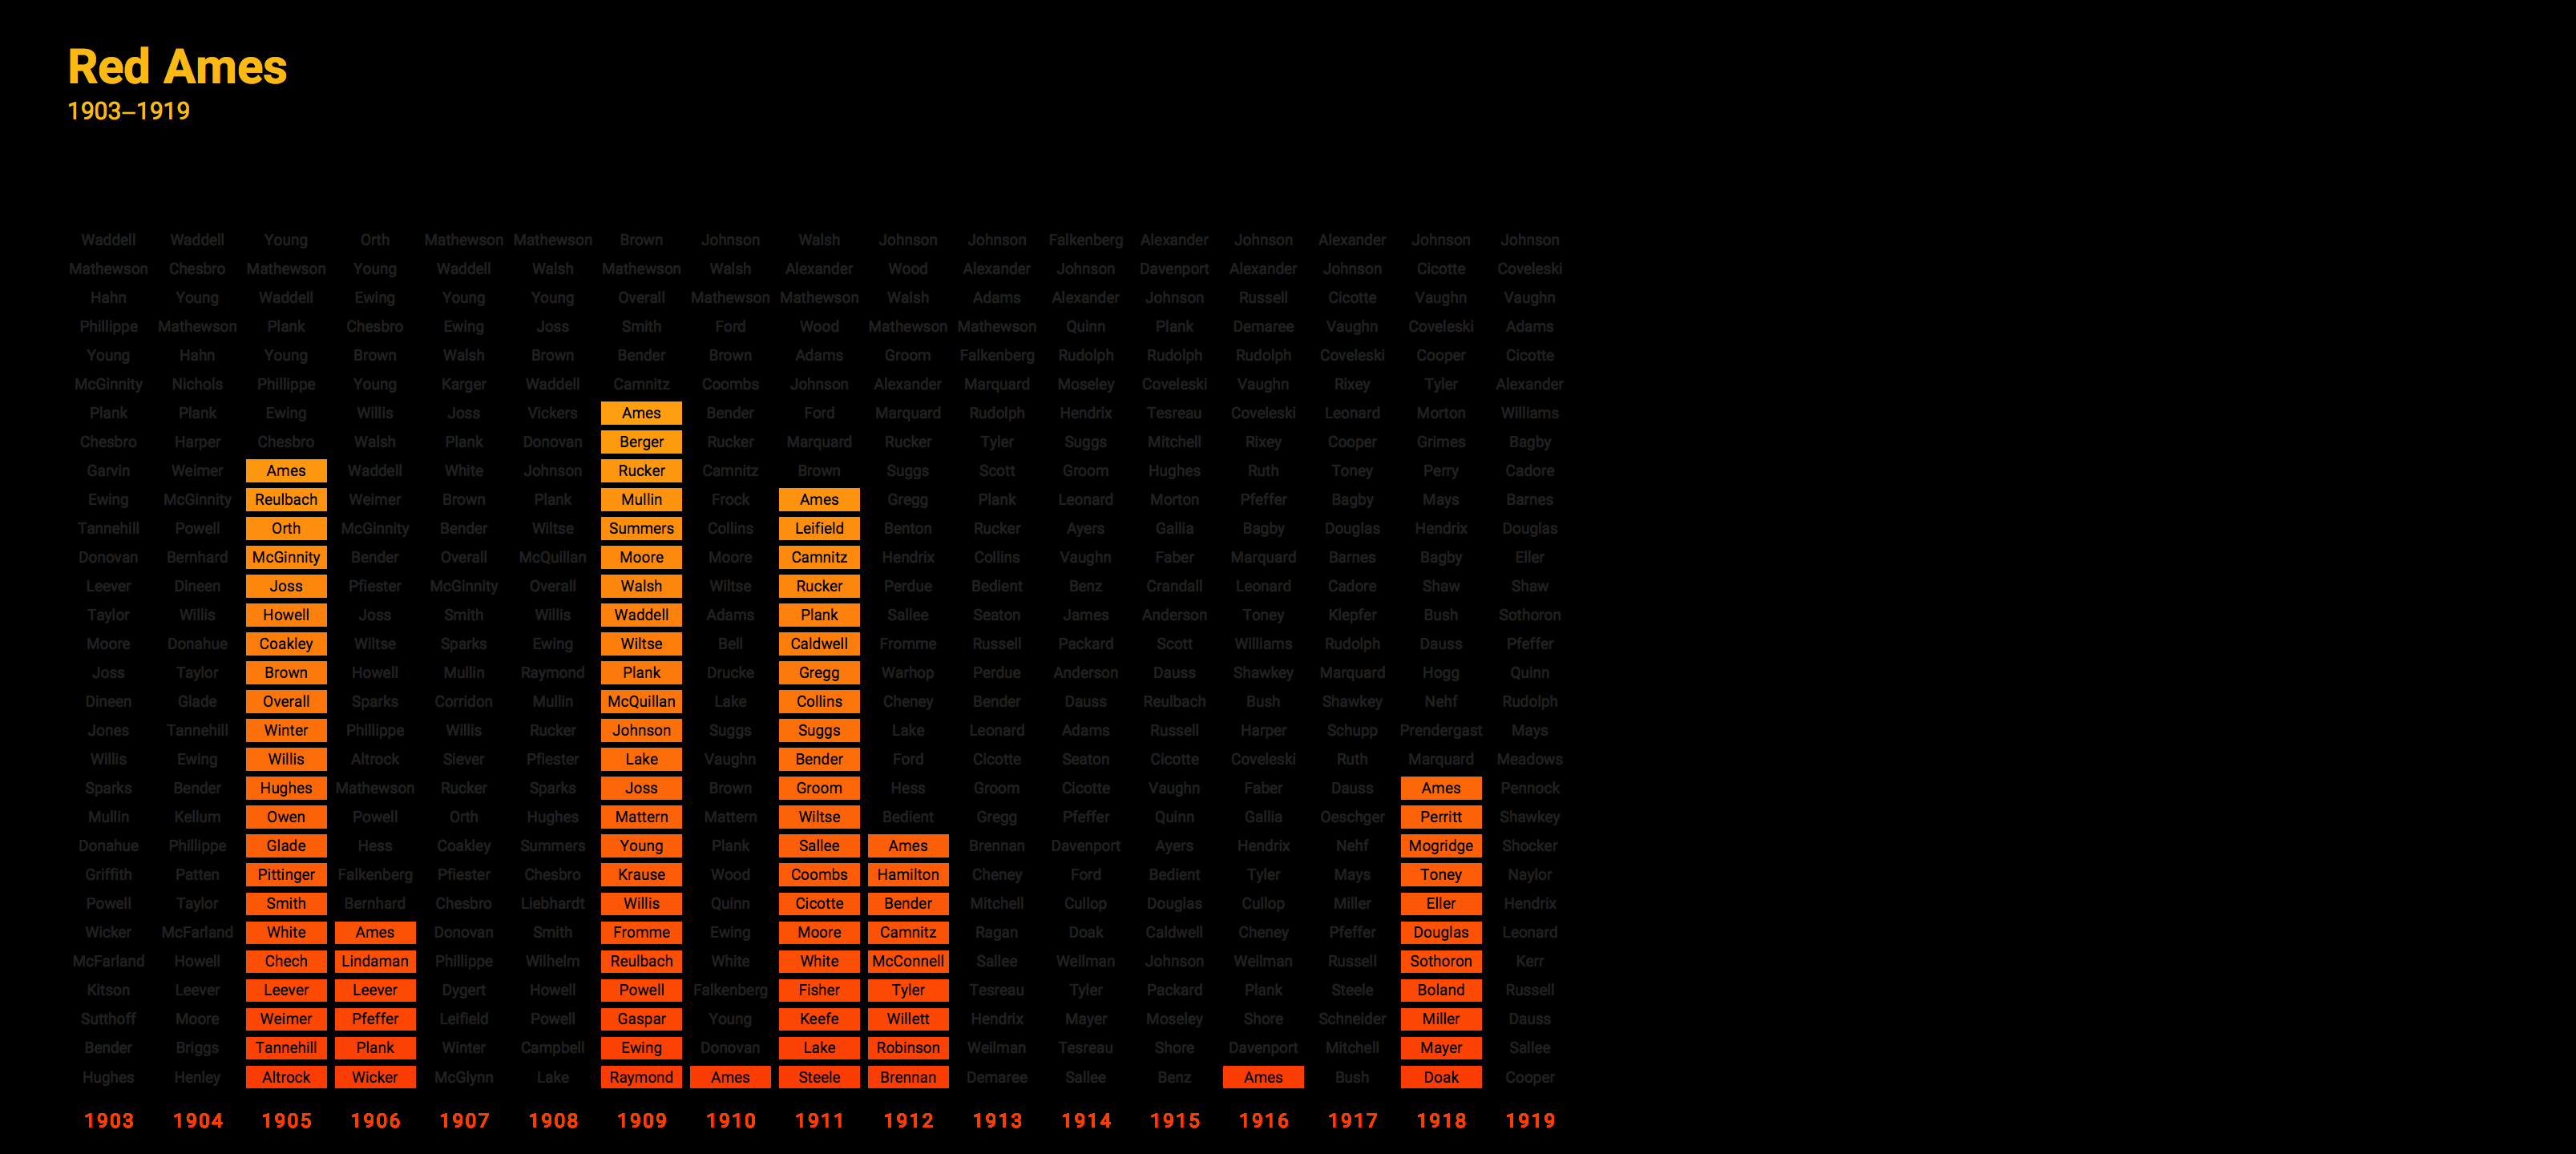 Red Ames
1903–1919
Waddell Waddell Young Orth Mathewson Mathewson Brown Johnson Walsh Johnson Johnson Falkenberg Alexander Johnson Alexander Johnson Johnson
Mathewson Chesbro Mathewson Young Waddell Walsh Mathewson Walsh Alexander Wood Alexander Johnson Davenport Alexander Johnson Cicotte Coveleski
Hahn Young Waddell Ewing Young Young Overall Mathewson Mathewson Walsh Adams Alexander Johnson Russell Cicotte Vaughn Vaughn
Phillippe Mathewson Plank Chesbro Ewing Joss Smith Ford Wood Mathewson Mathewson Quinn Plank Demaree Vaughn Coveleski Adams
Young Hahn Young Brown Walsh Brown Bender Brown Adams Groom Falkenberg Rudolph Rudolph Rudolph Coveleski Cooper Cicotte
McGinnity Nichols Phillippe Young Karger Waddell Camnitz Coombs Johnson Alexander Marquard Moseley Coveleski Vaughn Rixey Tyler Alexander
Plank Plank Ewing Willis Joss Vickers Ames Bender Ford Marquard Rudolph Hendrix Tesreau Coveleski Leonard Morton Williams
Chesbro Harper Chesbro Walsh Plank Donovan Berger Rucker Marquard Rucker Tyler Suggs Mitchell Rixey Cooper Grimes Bagby
Garvin Weimer Ames Waddell White Johnson Rucker Camnitz Brown Suggs Scott Groom Hughes Ruth Toney Perry Cadore
Ewing McGinnity Reulbach Weimer Brown Plank Mullin Frock Ames Gregg Plank Leonard Morton Pfeffer Bagby Mays Barnes
Tannehill Powell Orth McGinnity Bender Wiltse Summers Collins Leifield Benton Rucker Ayers Gallia Bagby Douglas Hendrix Douglas
Donovan Bernhard McGinnity Bender Overall McQuillan Moore Moore Camnitz Hendrix Collins Vaughn Faber Marquard Barnes Bagby Eller
Leever Dineen Joss Pfiester McGinnity Overall Walsh Wiltse Rucker Perdue Bedient Benz Crandall Leonard Cadore Shaw Shaw
Taylor Willis Howell Joss Smith Willis Waddell Adams Plank Sallee Seaton James Anderson Toney Klepfer Bush Sothoron
Moore Donahue Coakley Wiltse Sparks Ewing Wiltse Bell Caldwell Fromme Russell Packard Scott Williams Rudolph Dauss Pfeffer
Joss Taylor Brown Howell Mullin Raymond Plank Drucke Gregg Warhop Perdue Anderson Dauss Shawkey Marquard Hogg Quinn
Dineen Glade Overall Sparks Corridon Mullin McQuillan Lake Collins Cheney Bender Dauss Reulbach Bush Shawkey Nehf Rudolph
Jones Tannehill Winter Phillippe Willis Rucker Johnson Suggs Suggs Lake Leonard Adams Russell Harper Schupp Prendergast Mays
Willis Ewing Willis Altrock Siever Pfiester Lake Vaughn Bender Ford Cicotte Seaton Cicotte Coveleski Ruth Marquard Meadows
Sparks Bender Hughes Mathewson Rucker Sparks Joss Brown Groom Hess Groom Cicotte Vaughn Faber Dauss Ames Pennock
Mullin Kellum Owen Powell Orth Hughes Mattern Mattern Wiltse Bedient Gregg Pfeffer Quinn Gallia Oeschger Perritt Shawkey
Donahue Phillippe Glade Hess Coakley Summers Young Plank Sallee Ames Brennan Davenport Ayers Hendrix Nehf Mogridge Shocker
Griffith Patten Pittinger Falkenberg Pfiester Chesbro Krause Wood Coombs Hamilton Cheney Ford Bedient Tyler Mays Toney Naylor
Powell Taylor Smith Bernhard Chesbro Liebhardt Willis Quinn Cicotte Bender Mitchell Cullop Douglas Cullop Miller Eller Hendrix
Wicker McFarland White Ames Donovan Smith Fromme Ewing Moore Camnitz Ragan Doak Caldwell Cheney Pfeffer Douglas Leonard
McFarland Howell Chech Lindaman Phillippe Wilhelm Reulbach White White McConnell Sallee Weilman Johnson Weilman Russell Sothoron Kerr
Kitson Leever Leever Leever Dygert Howell Powell Falkenberg Fisher Tyler Tesreau Tyler Packard Plank Steele Boland Russell
Sutthoff Moore Weimer Pfeffer Leifield Powell Gaspar Young Keefe Willett Hendrix Mayer Moseley Shore Schneider Miller Dauss
Bender Briggs Tannehill Plank Winter Campbell Ewing Donovan Lake Robinson Weilman Tesreau Shore Davenport Mitchell Mayer Sallee
Hughes Henley Altrock Wicker McGlynn Lake Raymond Ames Steele Brennan Demaree Sallee Benz Ames Bush Doak Cooper
1903 1904 1905 1906 1907 1908 1909 1910 1911 1912 1913 1914 1915 1916 1917 1918 1919